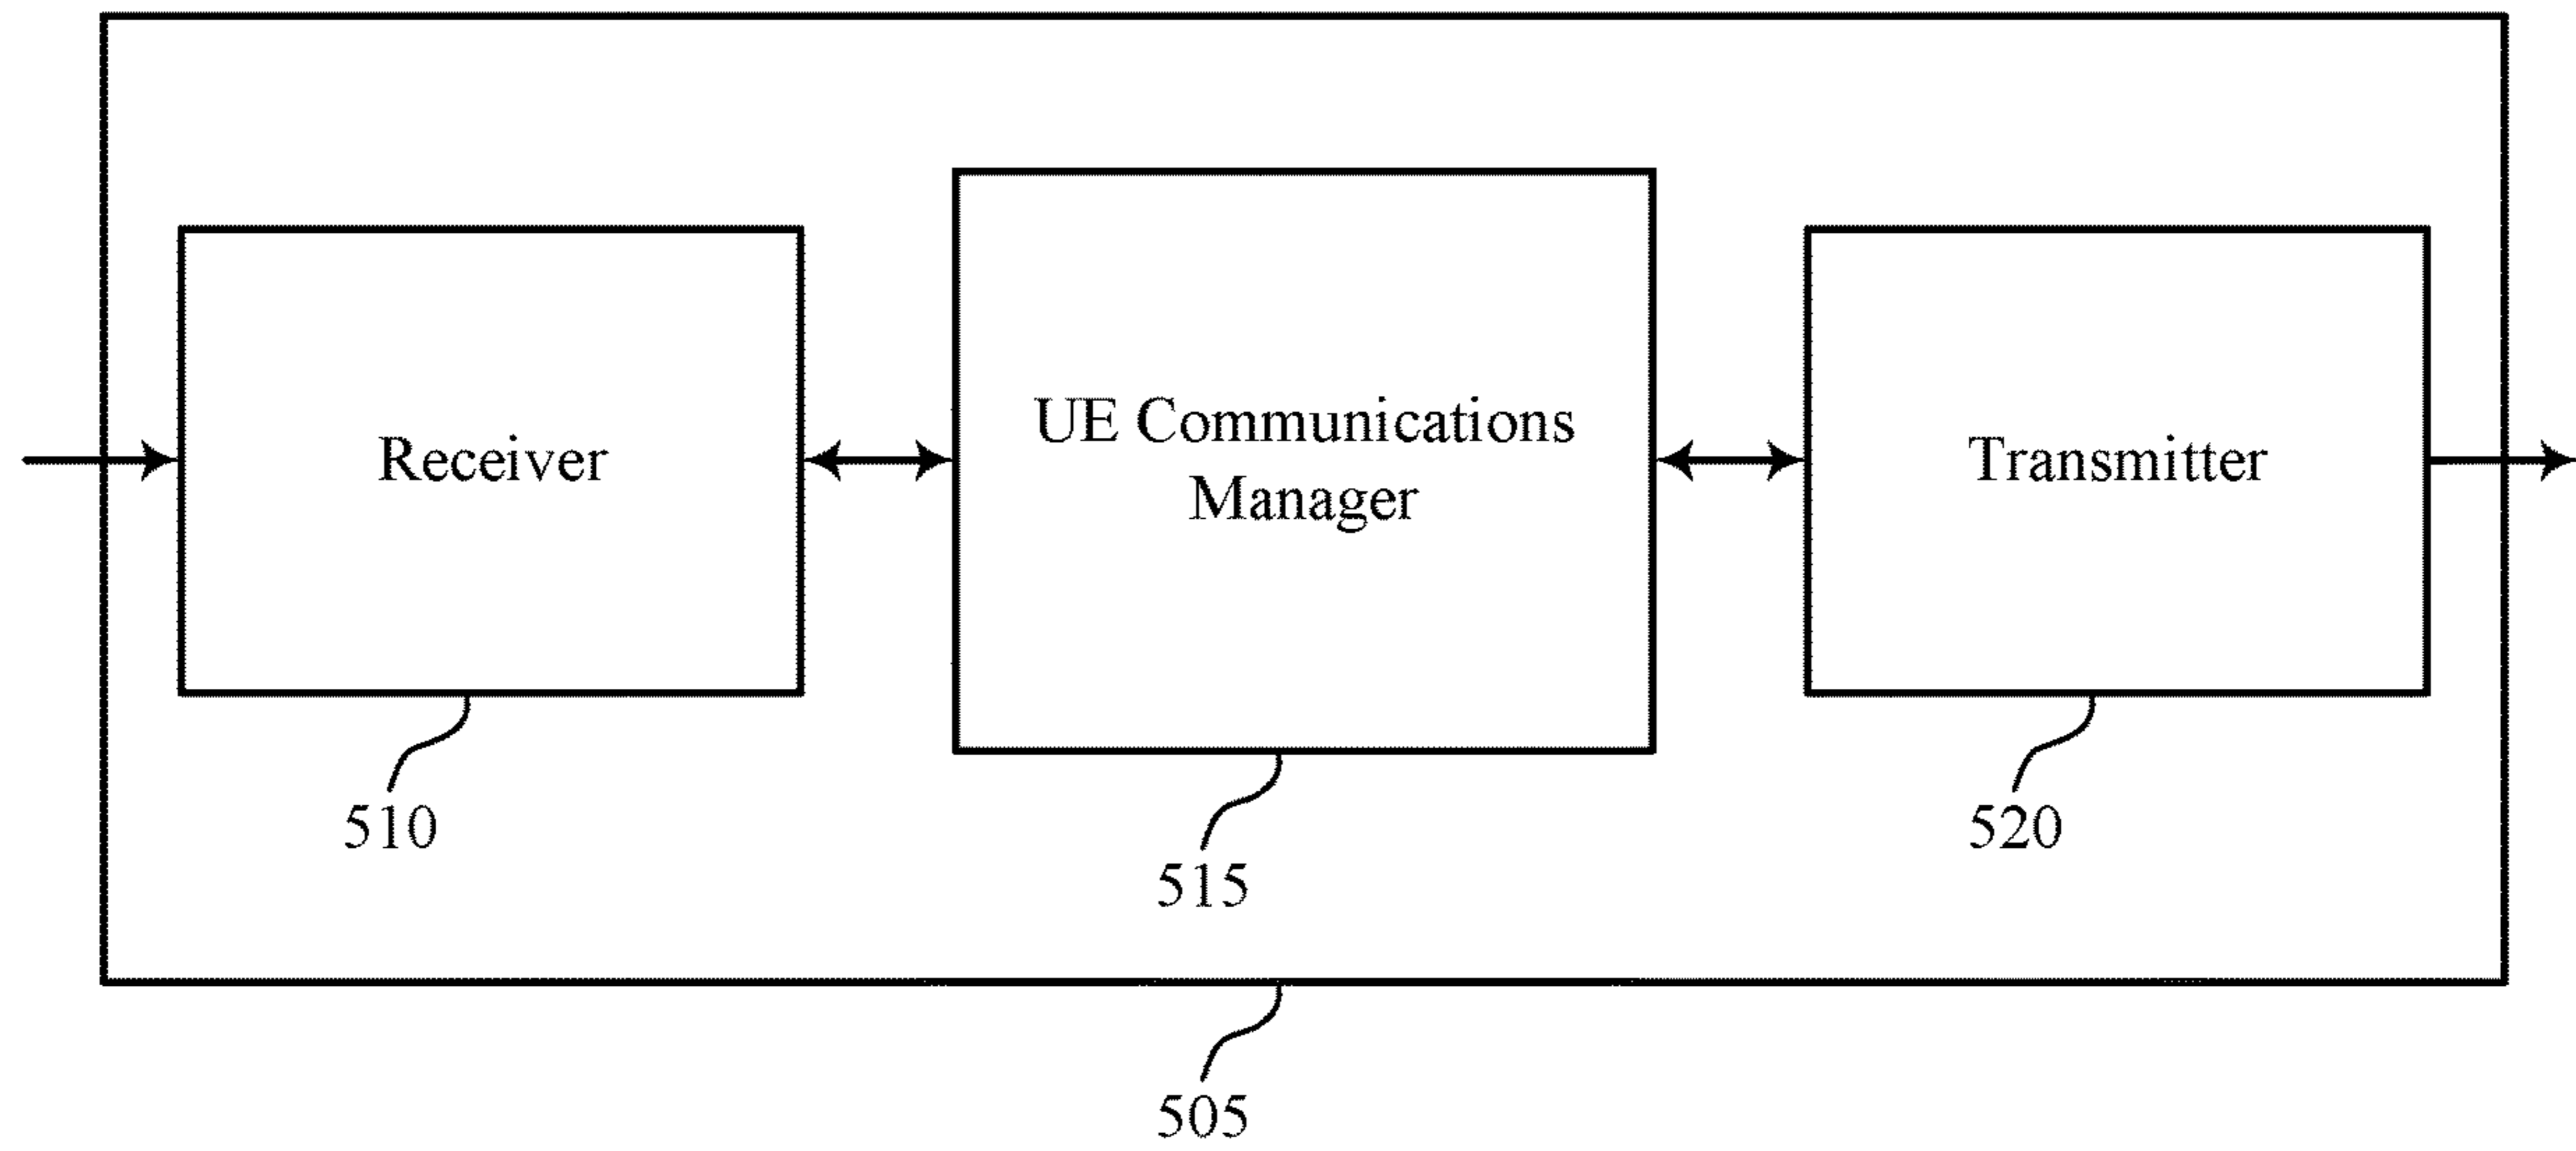 Receiver
UE Communications
Manager
Transmitter
510
515
520
505